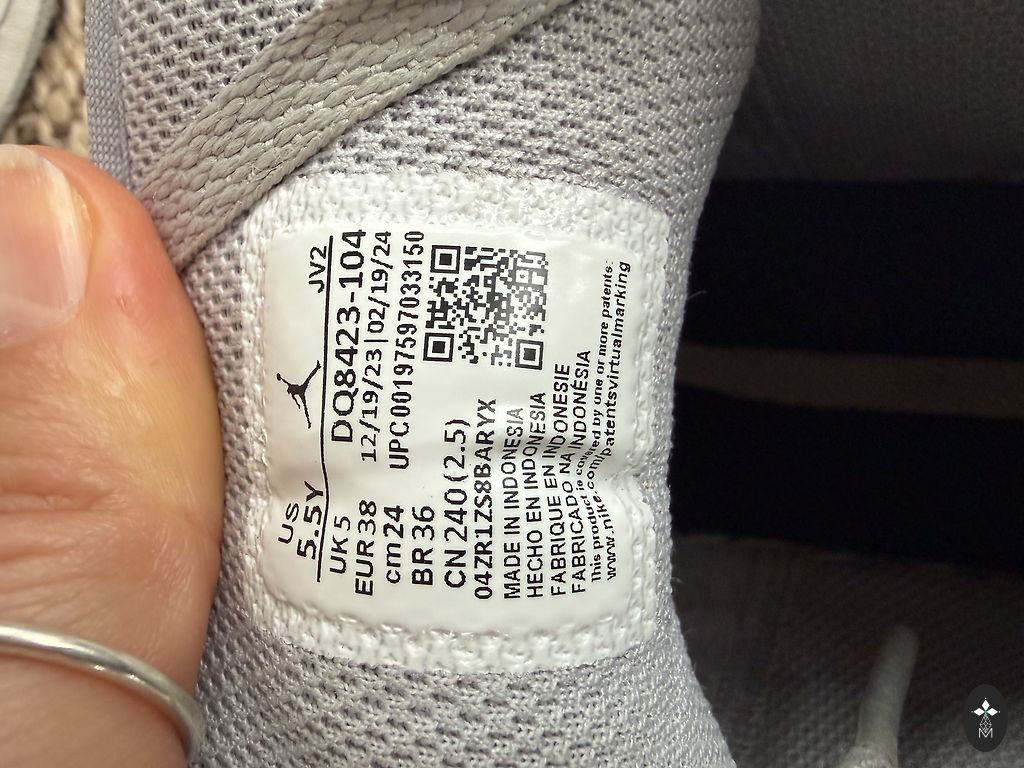 US
5.5Y
JV2
UK 5
DQ8423-104
EUR 38
12/19/23|02/19/24
cm 24
UPC 00197597033150
BR 36
CN 240(2.5)
04ZR1ZS8BARYX
MADE IN INDONESIA
HECHO EN INDONESIA
FABRIQUE EN INDONESIE
FABRICADO NA INDONÉSIA
This product is covered by one or more patents:
www.nike.com/patentsvirtualmarking
M